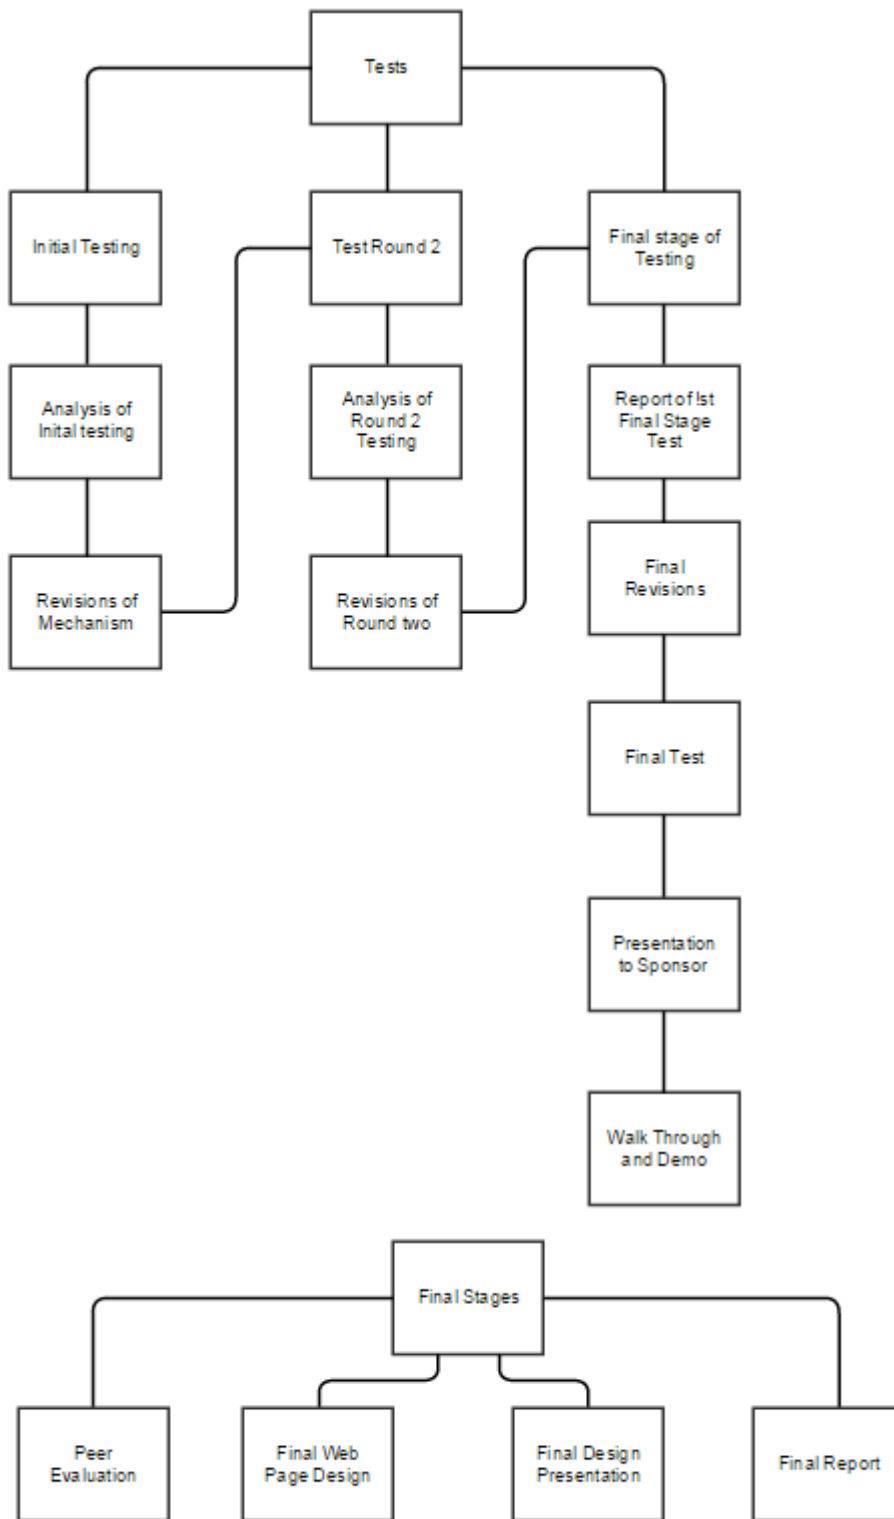 Tests
Initial Testing
Test Round 2
Final stage of
Testing
Analysis of
Inital testing
Analysis of
Round 2
Testing
Report of !st
Final Stage
Test
Revisions of
Mechanism
Revisions of
Round two
Final
Revisions
Final Test
Presentation
to Sponsor
Walk Through
and Demo
Final Stages
Peer
Evaluation
Final Web
Page Design
Final Design
Presentation
Final Report